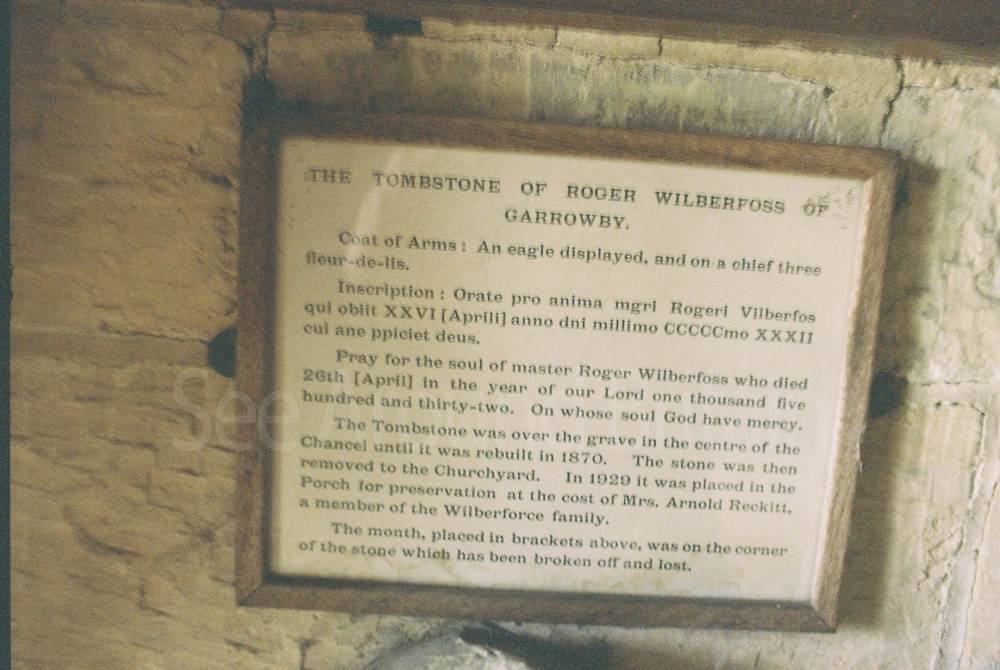 THE TOMBSTONE OF ROGER WILBERFOSS OF
GARROWBY.
Coat of Arms : An eagle displayed, and on a chief three
fleur-de-lis.
Inscription : Orate pro anima mgri Rogeri Vilberfos
qui obiit XXVI [Aprili] anno dni millimo CCCCCmo XXXII
cui ane ppiciet deus.
Pray for the soul of master Roger Wilberfoss who died
26th [April] in the year of our Lord one thousand five
hundred and thirty-two. On whose soul God have mercy.
The Tombstone was over the grave in the centre of the
Chancel until it was rebuilt in 1870. The stone was then
removed to the Churchyard. In 1929 it was placed in the
Porch for preservation at the cost of Mrs. Arnold Reckitt,
a member of the Wilberforce family.
The month, placed in brackets above, was on the corner
of the stone which has been broken off and lost.
See